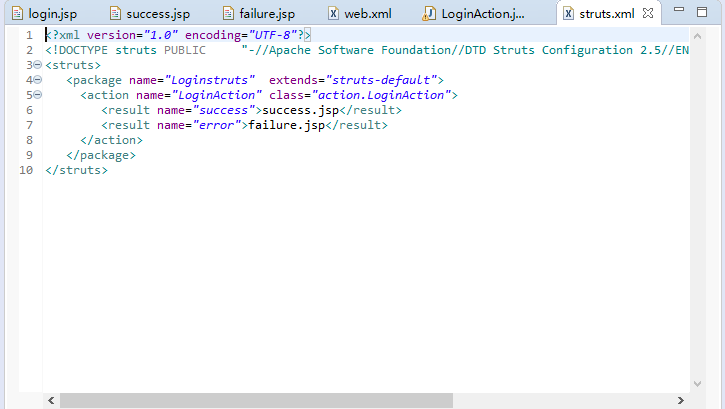 login.jsp success.jsp failure.jsp web.xml LoginAction.j... struts.xml
1 <?xml version="1.0" encoding="UTF-8"?>
2 <!DOCTYPE struts PUBLIC "-//Apache Software Foundation//DTD Struts Configuration 2.5//EN
3 <struts>
4 <package name="Loginstruts" extends="struts-default">
5 <action name="LoginAction" class="action.LoginAction">
6 <result name="success">success.jsp</result>
7 <result name="error">failure.jsp</result>
8 </action>
9 </package>
10 </struts>